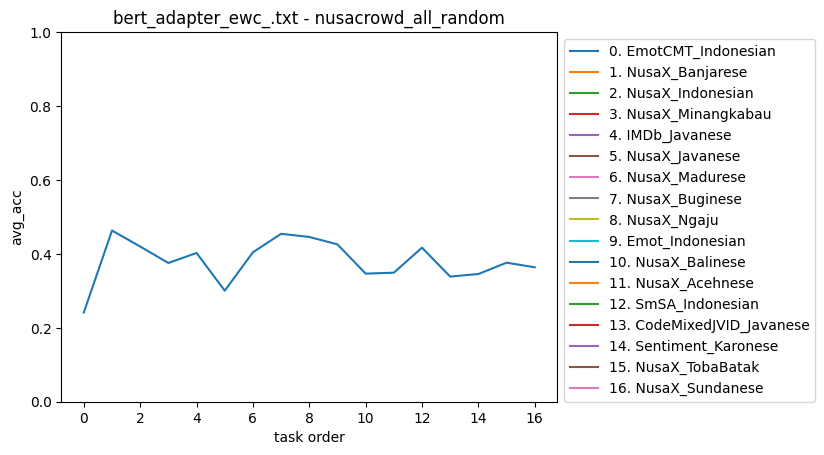 bert_adapter_ewc_.txt - nusacrowd_all_random
1.0
0.8
0.6
0.4
0.2
0.0
avg_acc
0 2 4 6 8 10 12 14 16
task order
0. EmotCMT_Indonesian
1. NusaX_Banjarese
2. NusaX_Indonesian
3. NusaX_Minangkabau
4. IMDb_Javanese
5. NusaX_Javanese
6. NusaX_Madurese
7. NusaX_Buginese
8. NusaX_Ngaju
9. Emot_Indonesian
10. NusaX_Balinese
11. NusaX_Acehnese
12. SmSA_Indonesian
13. CodeMixedJVID_Javanese
14. Sentiment_Karonese
15. NusaX_TobaBatak
16. NusaX_Sundanese